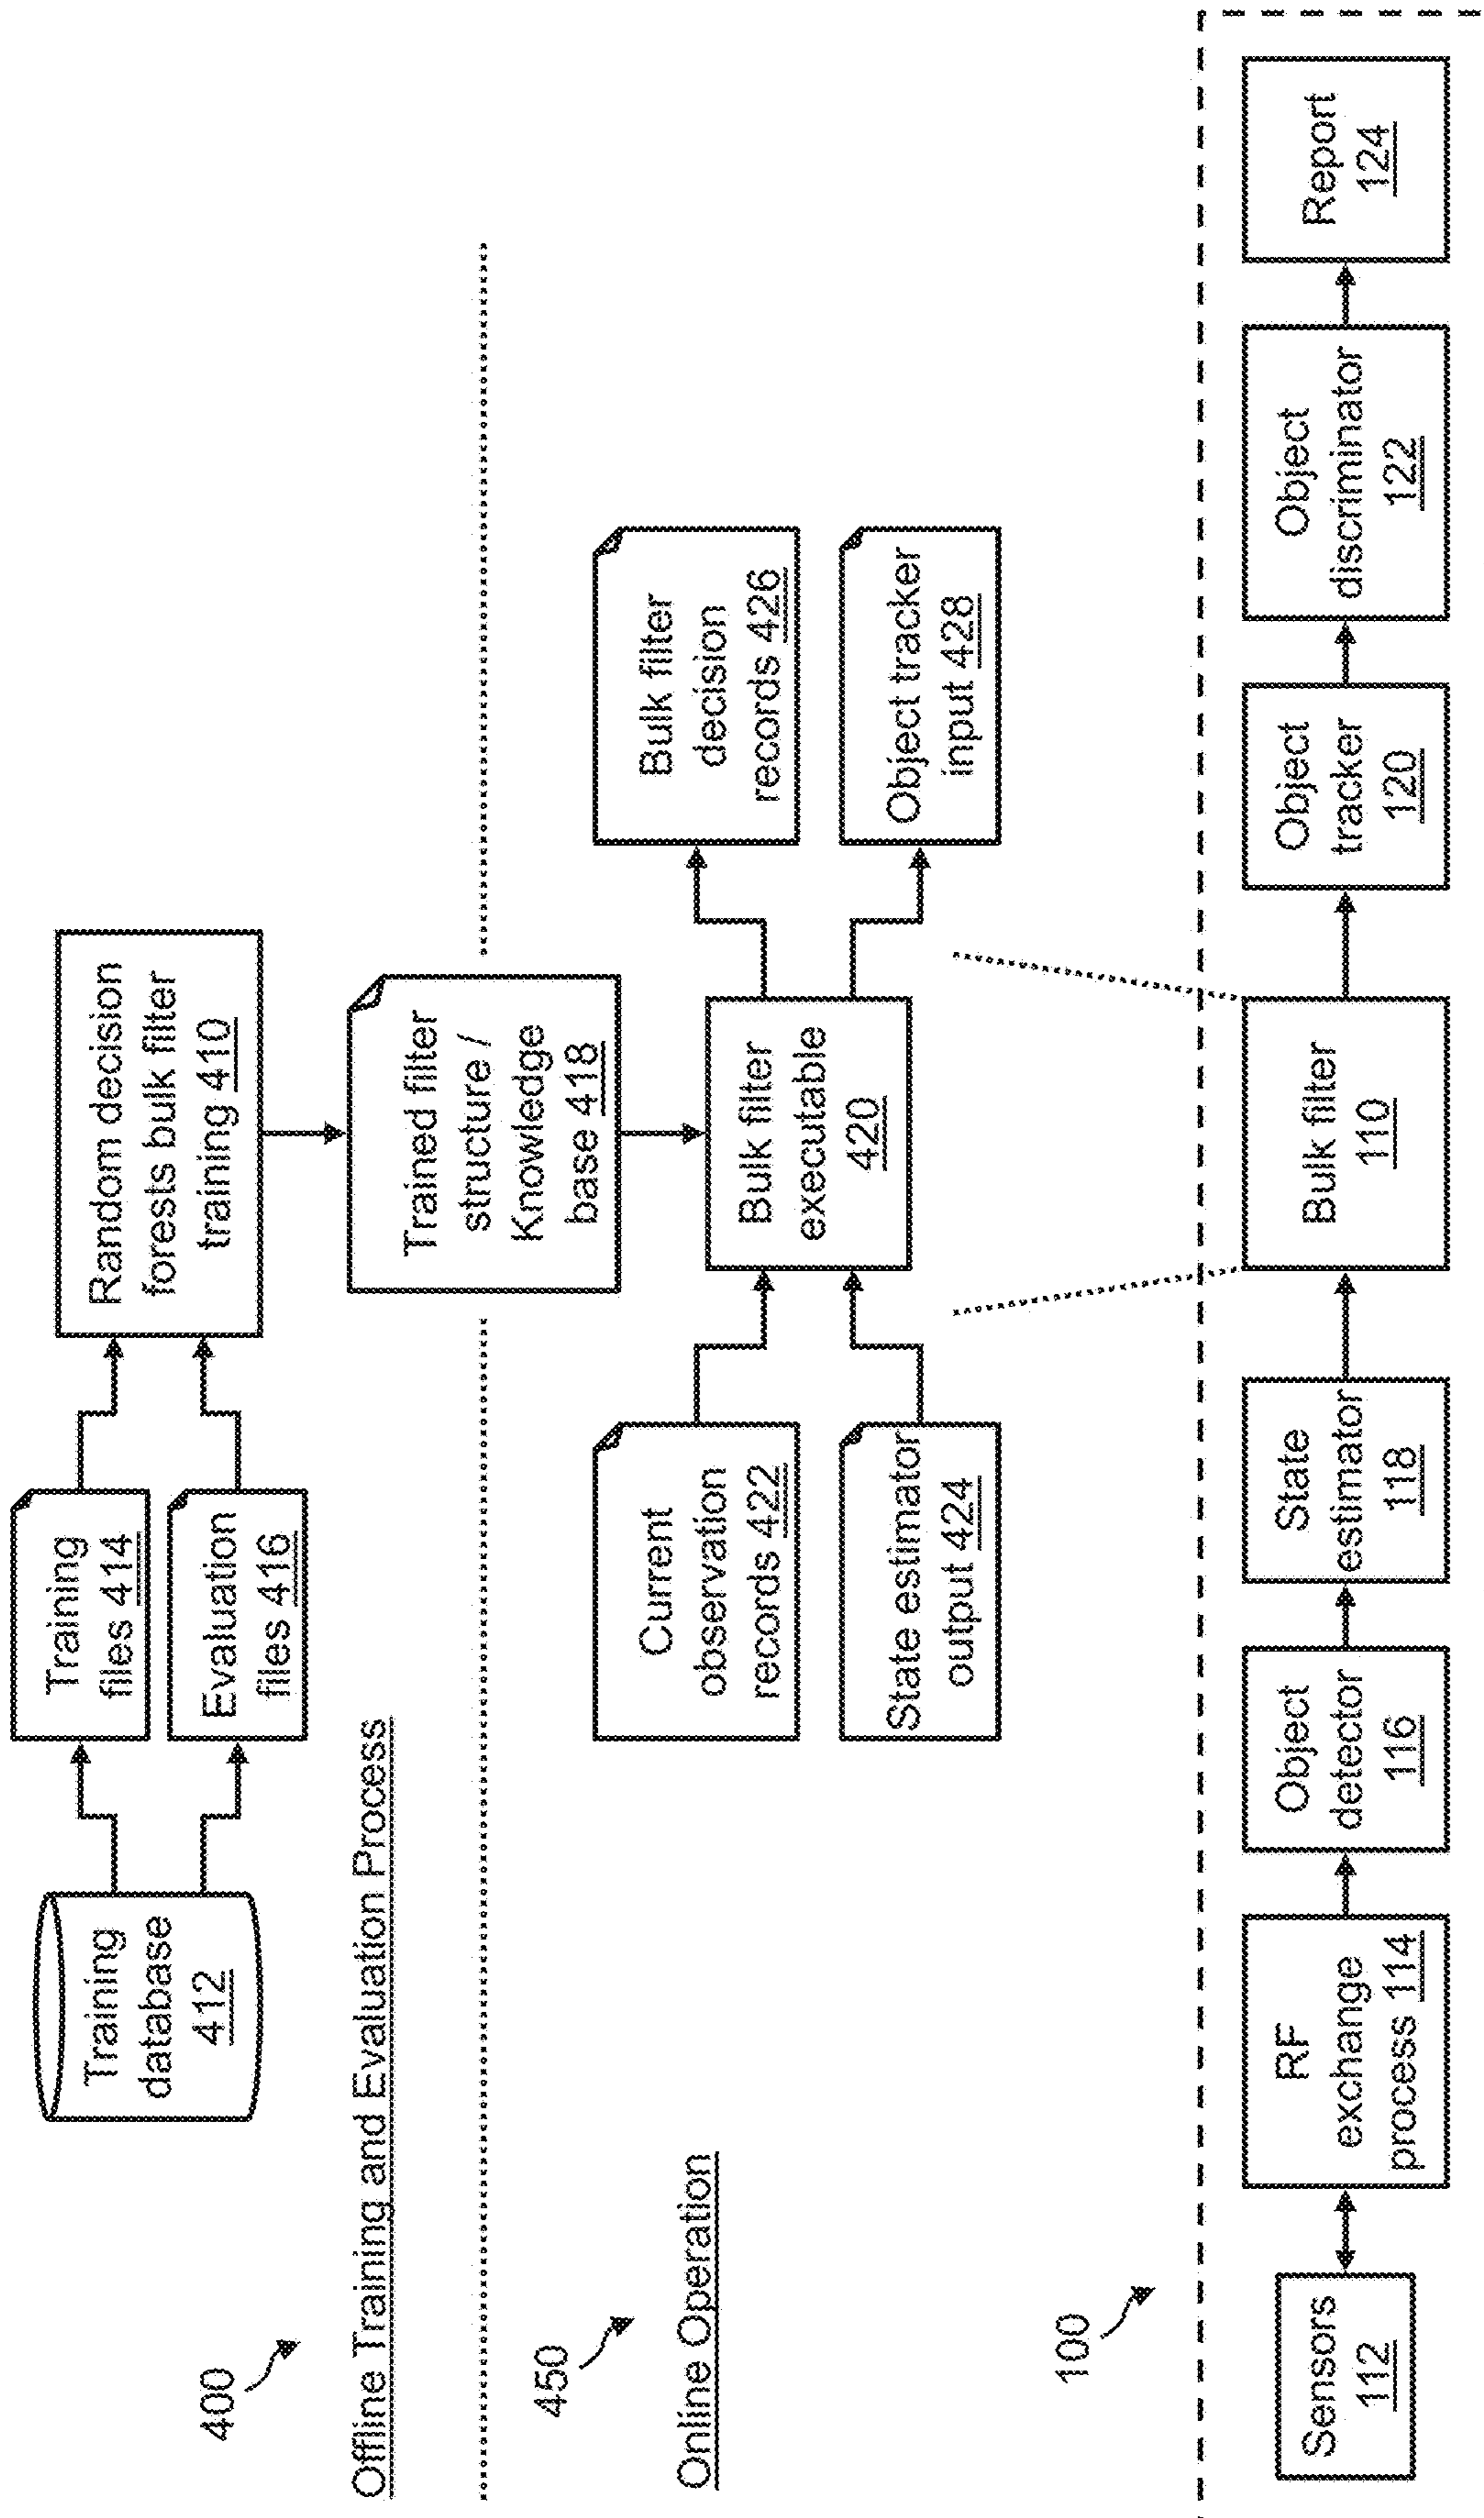 400
Offline Training and Evaluation Process
Training
database
412
Training
files 414
Evaluation
files 416
Random decision
forests bulk filter
training 410
Trained filter
structure /
Knowledge
base 418
450
Online Operation
Current
observation
records 422
State estimator
output 424
Bulk filter
executable
420
Bulk filter
decision
records 426
Object tracker
input 428
100
Sensors
112
RF
exchange
process 114
Object
detector
116
State
estimator
118
Bulk filter
110
Object
tracker
120
Object
discriminator
122
Report
124